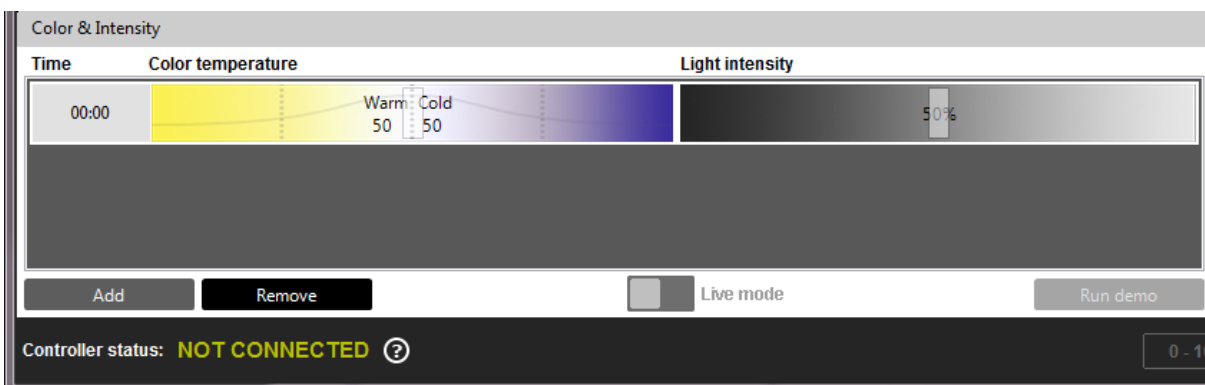 Color & Intensity
Time Color temperature Light intensity
00:00 Warm Cold 50%
50 50
Add Remove Live mode Run demo
Controller status: NOT CONNECTED ? 0 -